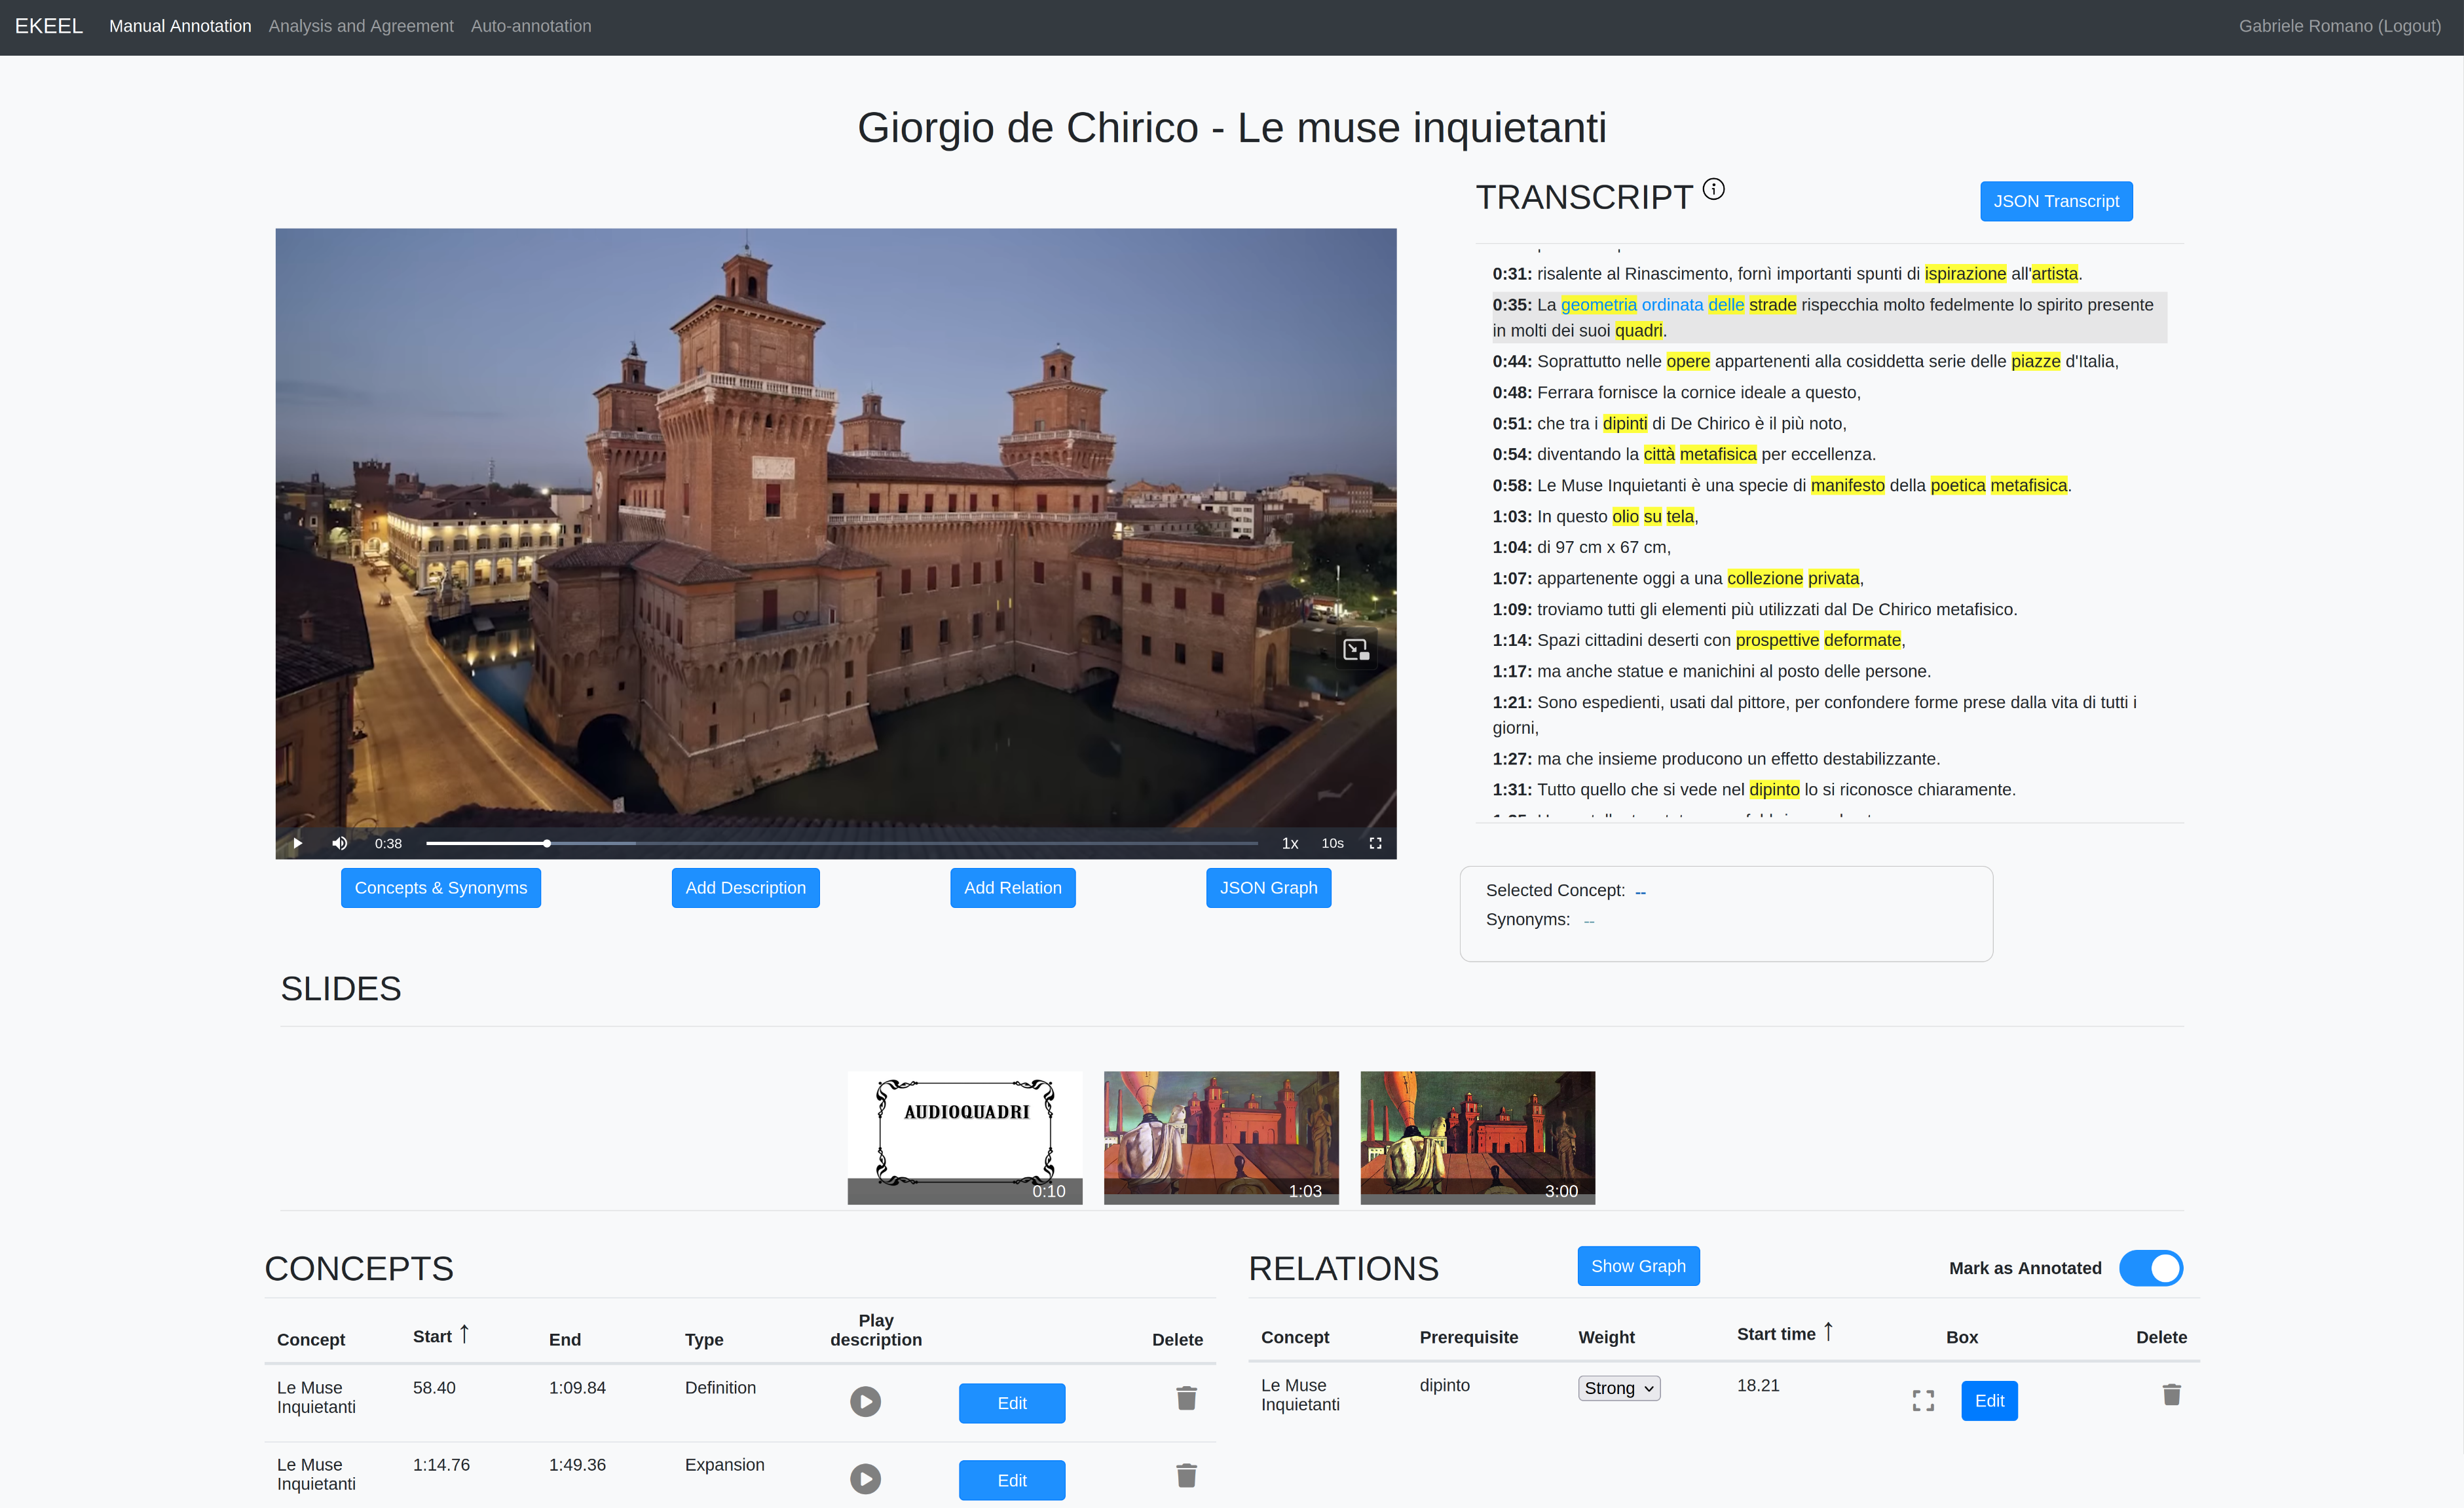 EKEEL Manual Annotation Analysis and Agreement Auto-annotation Gabriele Romano (Logout)
Giorgio de Chirico - Le muse inquietanti
TRANSCRIPT JSON Transcript
0:31: risalente al Rinascimento, fornì importanti spunti di ispirazione all'artista.
0:35: La geometria ordinata delle strade rispecchia molto fedelmente lo spirito presente
in molti dei suoi quadri.
0:44: Soprattutto nelle opere appartenenti alla cosiddetta serie delle piazze d'Italia,
0:48: Ferrara fornisce la cornice ideale a questo,
0:51: che tra i dipinti di De Chirico è il più noto,
0:54: diventando la città metafisica per eccellenza.
0:58: Le Muse Inquietanti è una specie di manifesto della poetica metafisica.
1:03: In questo olio su tela,
1:04: di 97 cm x 67 cm,
1:07: appartenente oggi a una collezione privata,
1:09: troviamo tutti gli elementi più utilizzati dal De Chirico metafisico.
1:14: Spazi cittadini deserti con prospettive deformate,
1:17: ma anche statue e manichini al posto delle persone.
1:21: Sono espedienti, usati dal pittore, per confondere forme prese dalla vita di tutti i
giorni,
1:27: ma che insieme producono un effetto destabilizzante.
1:31: Tutto quello che si vede nel dipinto lo si riconosce chiaramente.
0:38 1x 10s
Concepts & Synonyms Add Description Add Relation JSON Graph
Selected Concept: --
Synonyms: --
SLIDES
AUDIOQUADRI
0:10 1:03 3:00
CONCEPTS
Concept Start ↑ End Type Play description Delete
Le Muse Inquietanti 58.40 1:09.84 Definition Edit
Le Muse Inquietanti 1:14.76 1:49.36 Expansion Edit
RELATIONS Show Graph Mark as Annotated
Concept Prerequisite Weight Start time ↑ Box Delete
Le Muse Inquietanti dipinto Strong 18.21 Edit